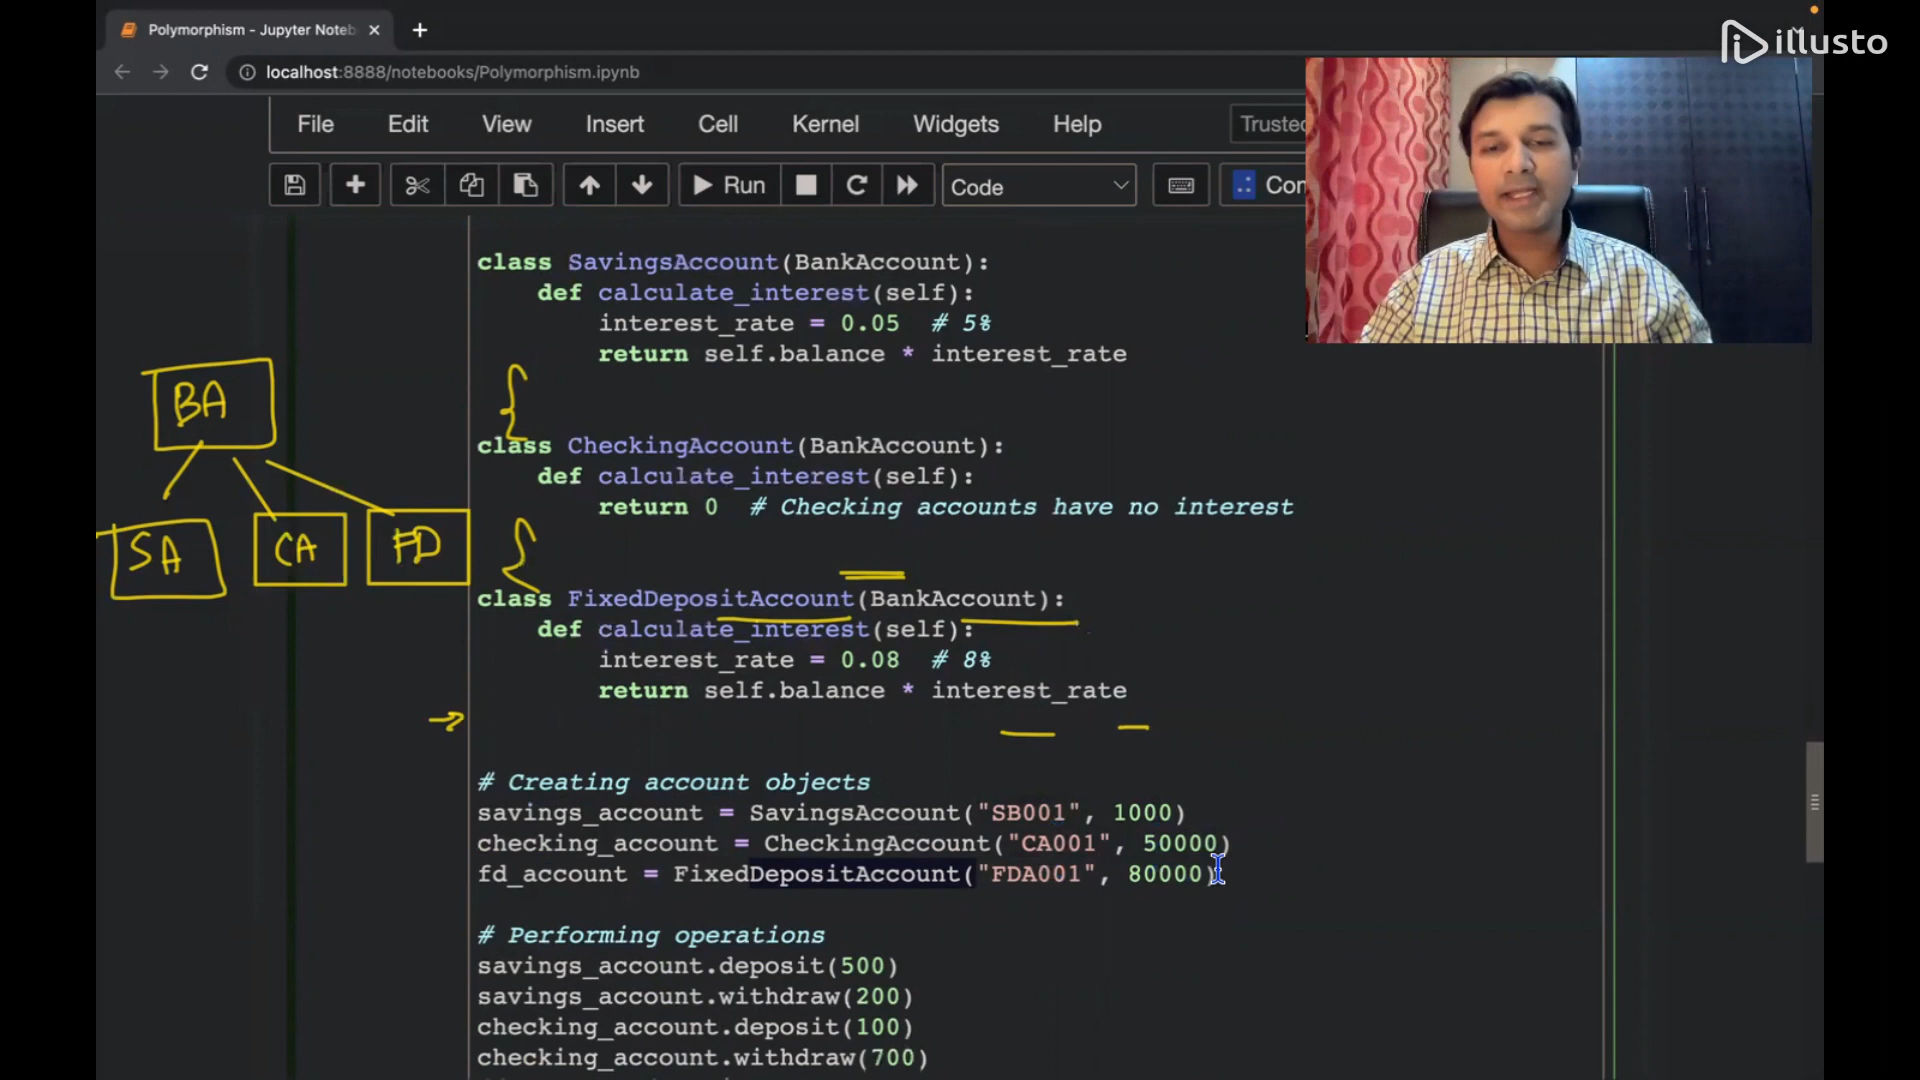 Polymorphism - Jupyter Noteb
illusto
localhost:8888/notebooks/Polymorphism.ipynb
File Edit View Insert Cell Kernel Widgets Help Trusted
Run Code Con
class SavingsAccount(BankAccount):
def calculate_interest(self):
interest_rate = 0.05 # 5%
return self.balance * interest_rate
class CheckingAccount(BankAccount):
def calculate_interest(self):
return 0 # Checking accounts have no interest
class FixedDepositAccount(BankAccount):
def calculate_interest(self):
interest_rate = 0.08 # 8%
return self.balance * interest_rate
BA
SA CA FD
# Creating account objects
savings_account = SavingsAccount("SB001", 1000)
checking_account = CheckingAccount("CA001", 50000)
fd_account = FixedDepositAccount("FDA001", 80000)
# Performing operations
savings_account.deposit(500)
savings_account.withdraw(200)
checking_account.deposit(100)
checking_account.withdraw(700)